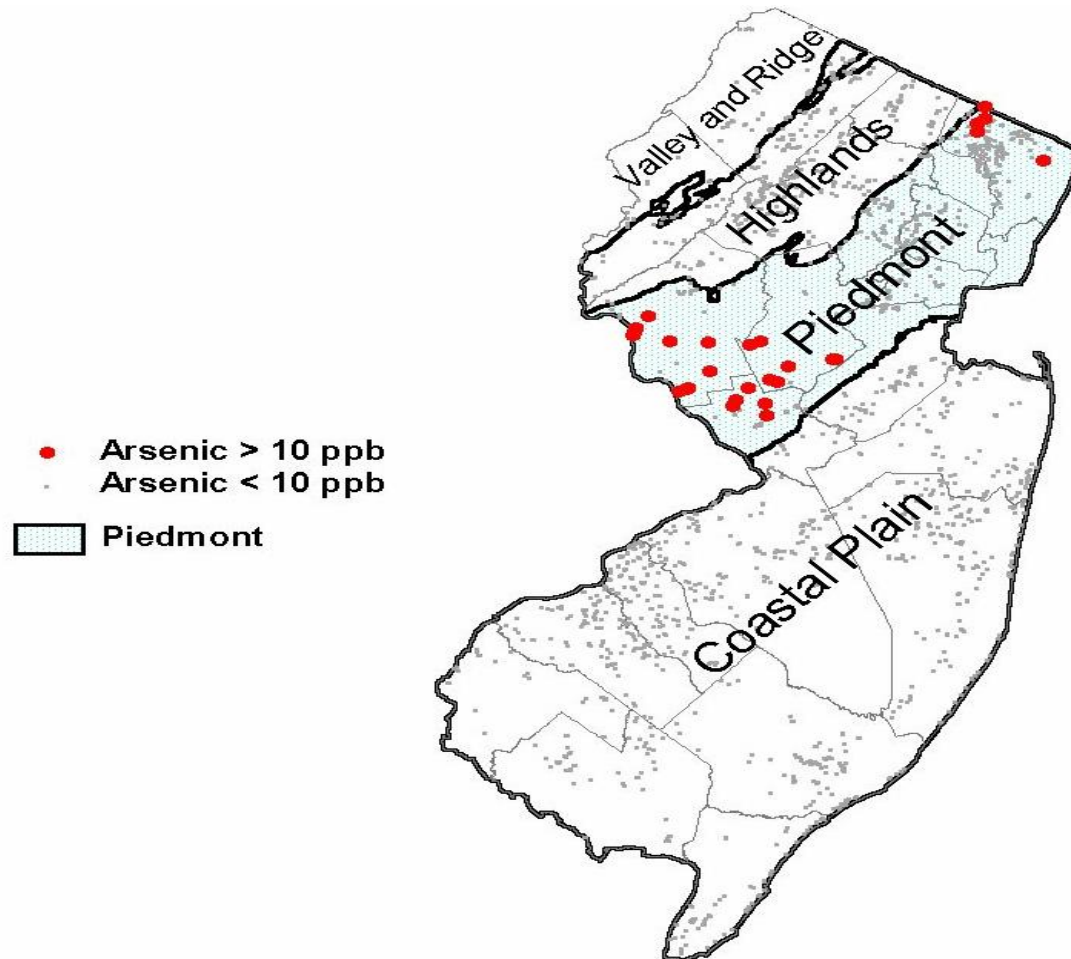 Valley and Ridge
Highlands
Piedmont
Arsenic > 10 ppb
Arsenic < 10 ppb
Piedmont
Coastal Plain